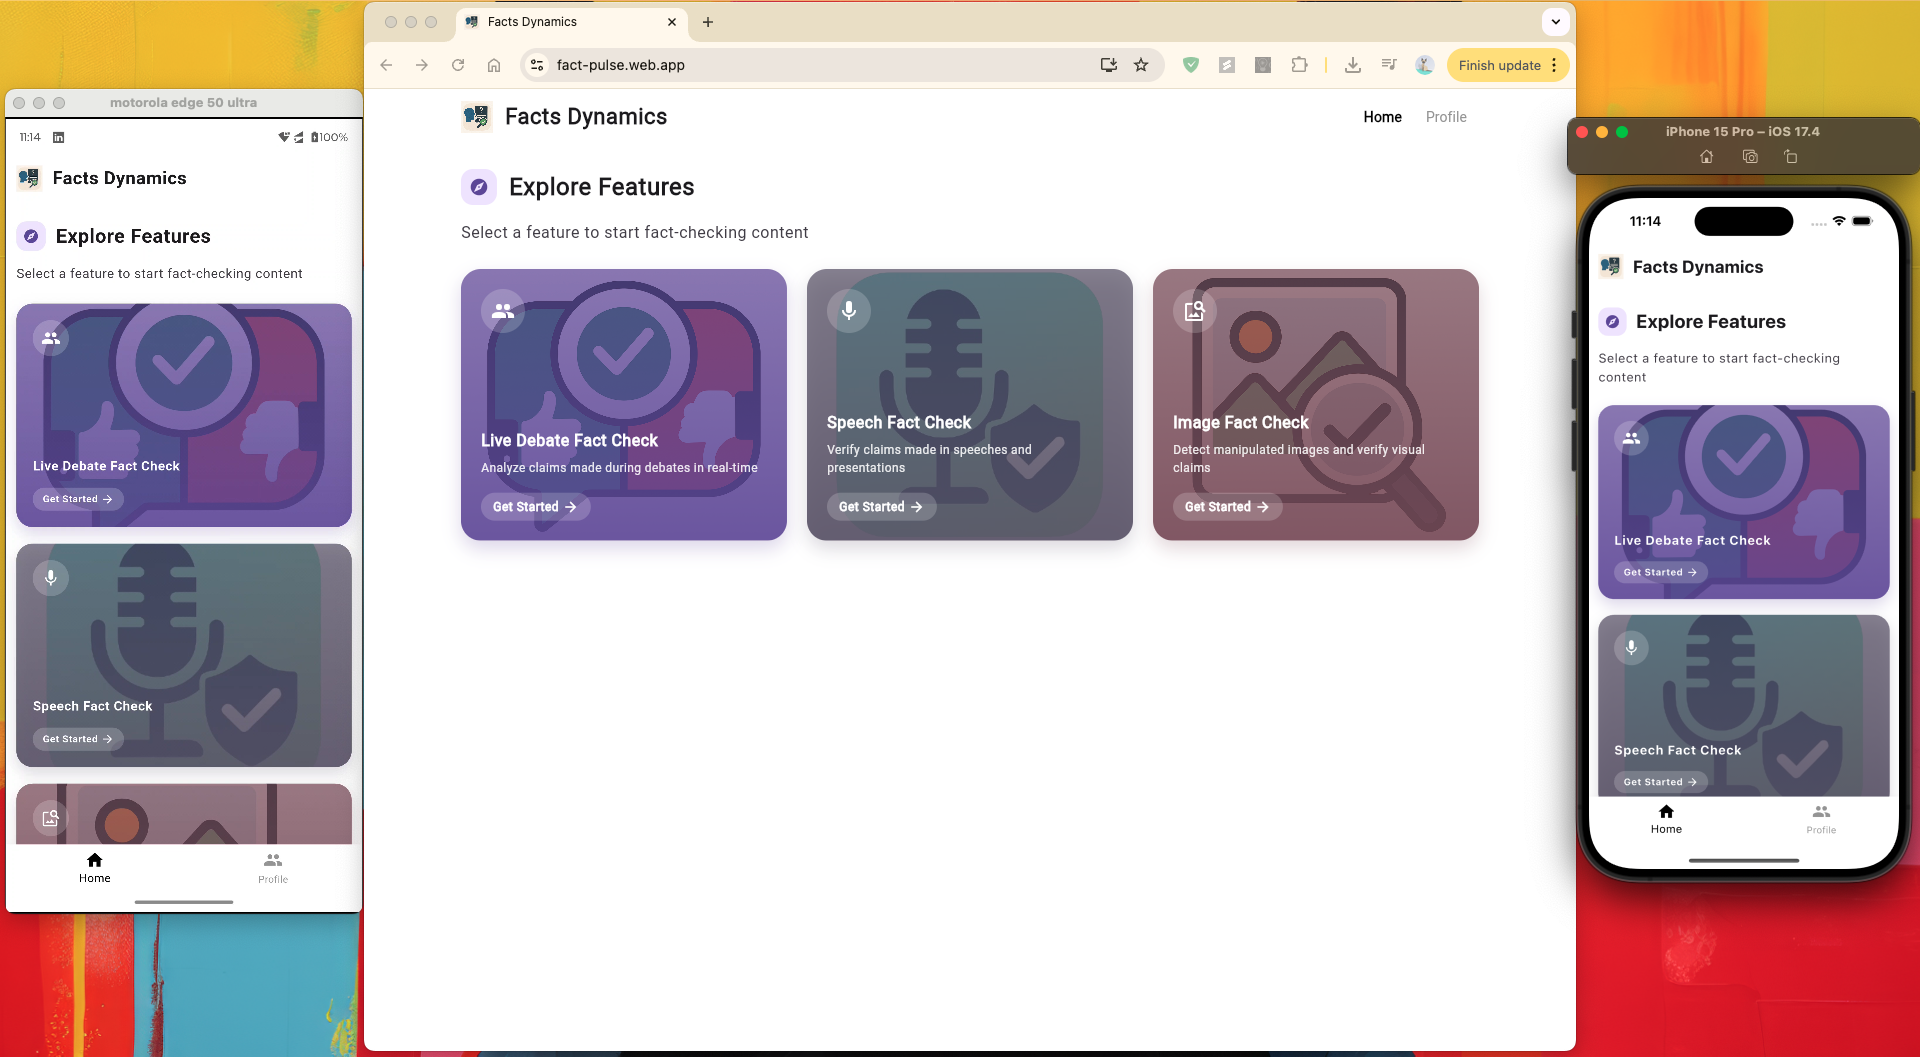 motorola edge 50 ultra
11:14
100%
Facts Dynamics
Explore Features
Select a feature to start fact-checking content
Live Debate Fact Check
Get Started
Speech Fact Check
Get Started
Home
Profile
Facts Dynamics
fact-pulse.web.app
Finish update
Facts Dynamics
Home
Profile
Explore Features
Select a feature to start fact-checking content
Live Debate Fact Check
Analyze claims made during debates in real-time
Get Started
Speech Fact Check
Verify claims made in speeches and
presentations
Get Started
Image Fact Check
Detect manipulated images and verify visual
claims
Get Started
iPhone 15 Pro – iOS 17.4
11:14
Facts Dynamics
Explore Features
Select a feature to start fact-checking
content
Live Debate Fact Check
Get Started
Speech Fact Check
Get Started
Home
Profile